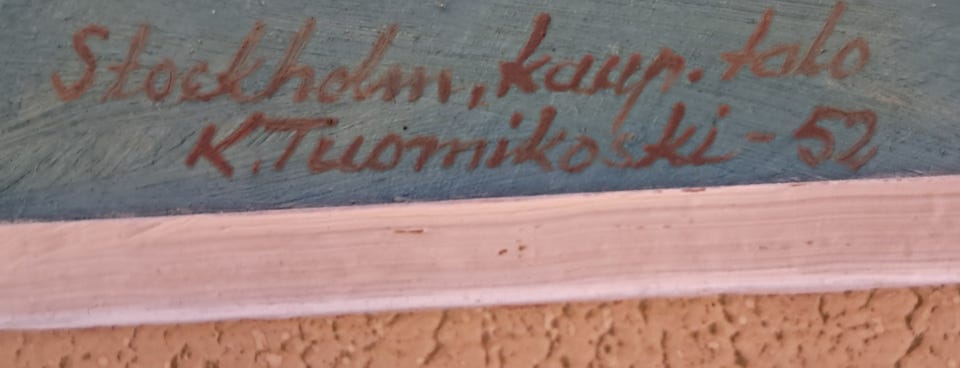 Stockholm, kaup. talo
K. Tuomikoski - 52